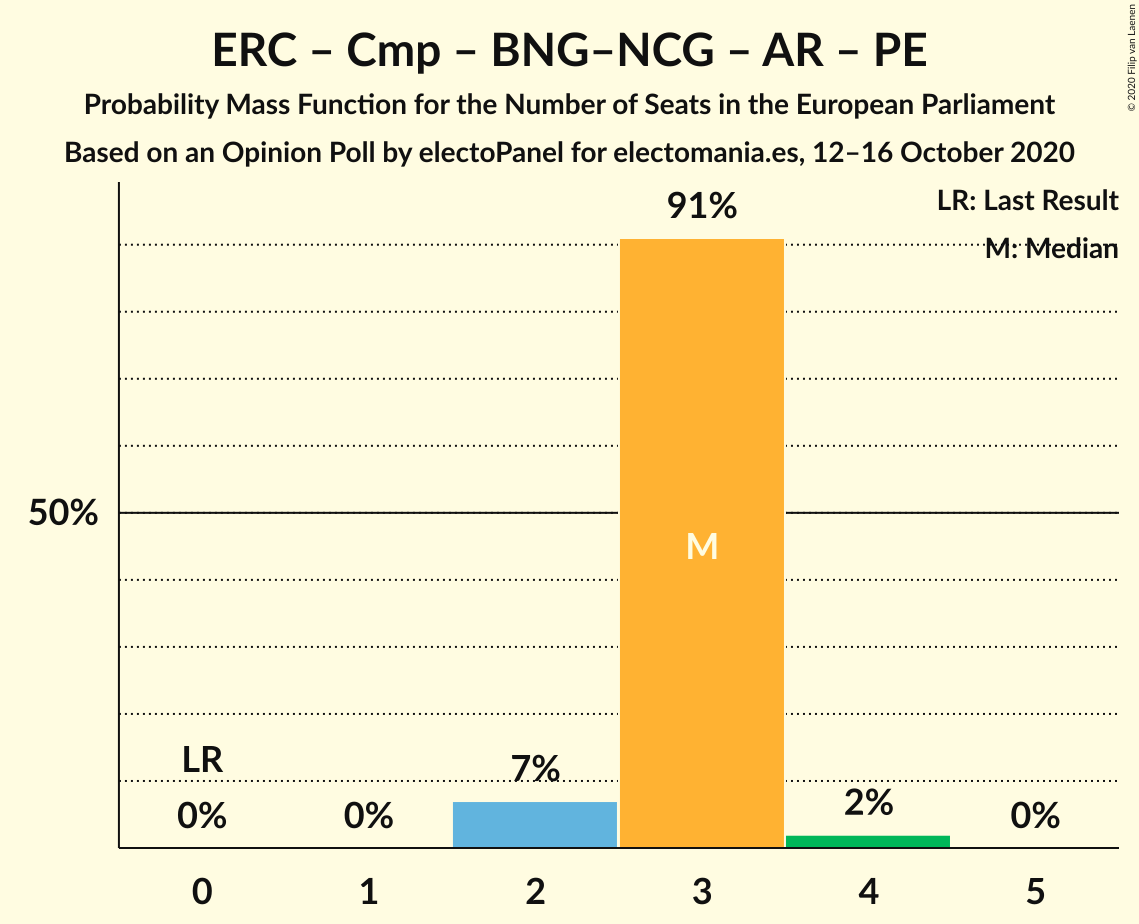 ERC – Cmp – BNG–NCG – AR – PE
Probability Mass Function for the Number of Seats in the European Parliament
Based on an Opinion Poll by electoPanel for electomania.es, 12–16 October 2020
© 2020 Filip van Laenen
LR: Last Result
M: Median
91%
50%
M
LR
7%
2%
0%
0%
0%
0
1
2
3
4
5